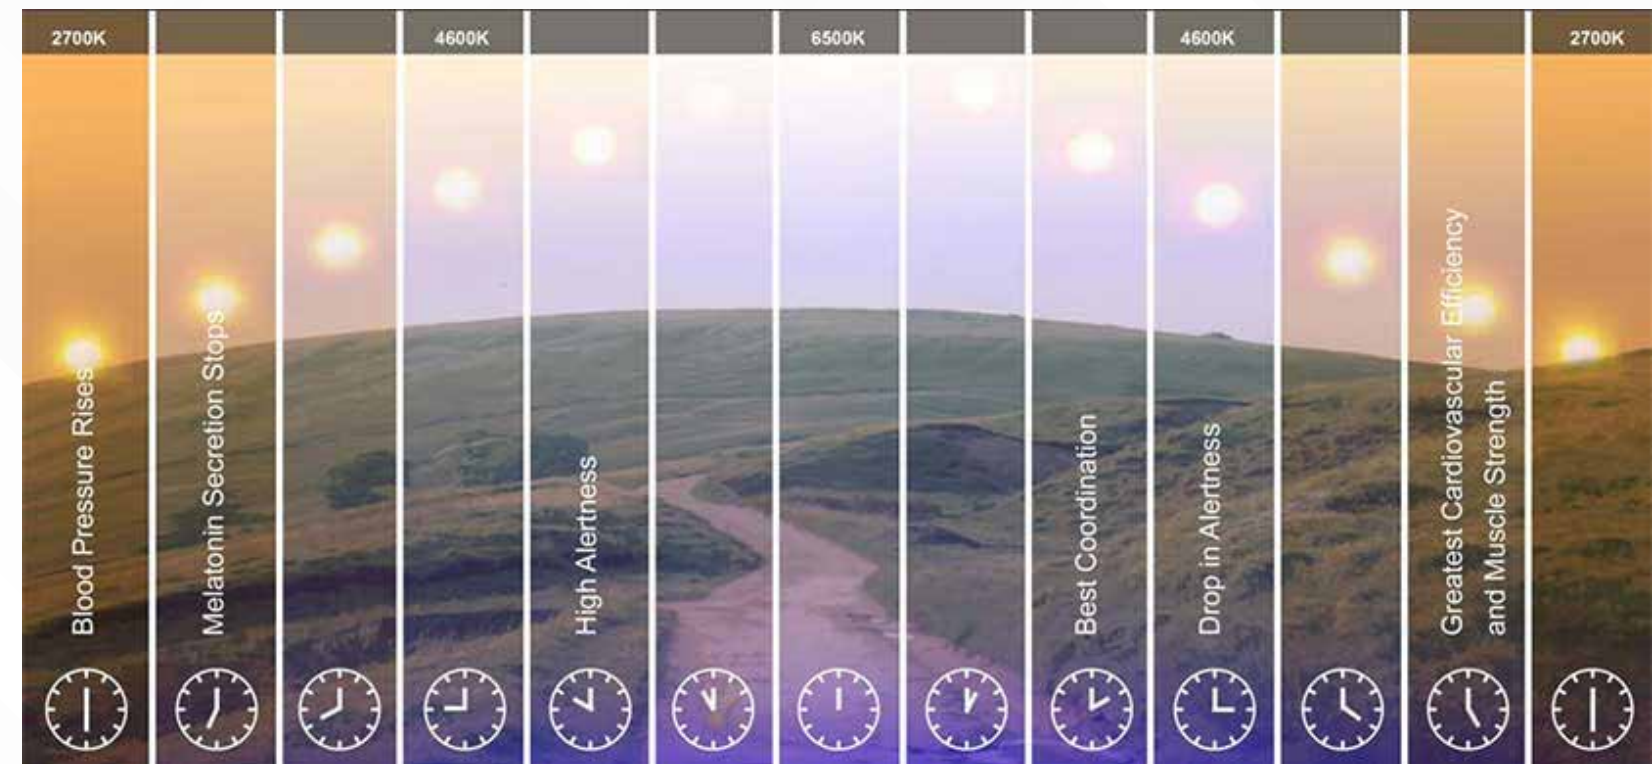 2700K
4600K
6500K
4600K
2700K
Blood Pressure Rises
Melatonin Secretion Stops
High Alertness
Best Coordination
Drop in Alertness
Greatest Cardiovascular Efficiency
and Muscle Strength